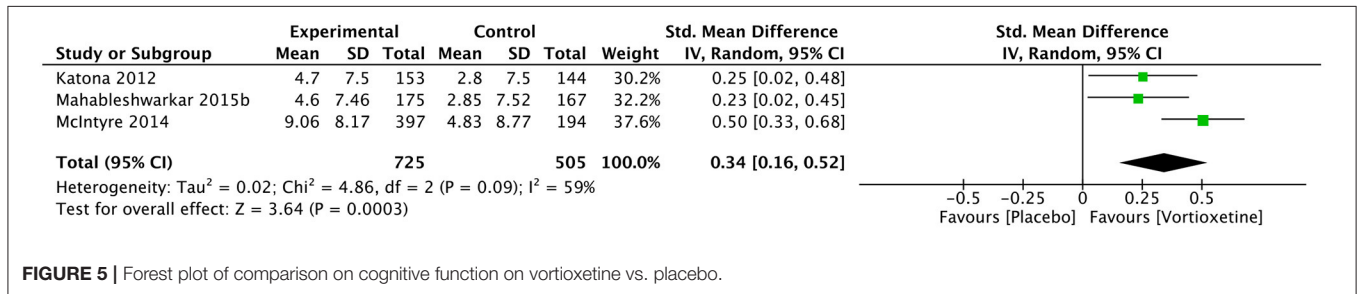 Experimental Control Std. Mean Difference Std. Mean Difference
Study or Subgroup Mean SD Total Mean SD Total Weight IV, Random, 95% CI IV, Random, 95% CI
Katona 2012 4.7 7.5 153 2.8 7.5 144 30.2% 0.25 [0.02, 0.48]
Mahableshwarkar 2015b 4.6 7.46 175 2.85 7.52 167 32.2% 0.23 [0.02, 0.45]
McIntyre 2014 9.06 8.17 397 4.83 8.77 194 37.6% 0.50 [0.33, 0.68]
Total (95% CI) 725 505 100.0% 0.34 [0.16, 0.52]
Heterogeneity: Tau² = 0.02; Chi² = 4.86, df = 2 (P = 0.09); I² = 59%
Test for overall effect: Z = 3.64 (P = 0.0003)
−0.5 −0.25 0 0.25 0.5
Favours [Placebo] Favours [Vortioxetine]
FIGURE 5 | Forest plot of comparison on cognitive function on vortioxetine vs. placebo.